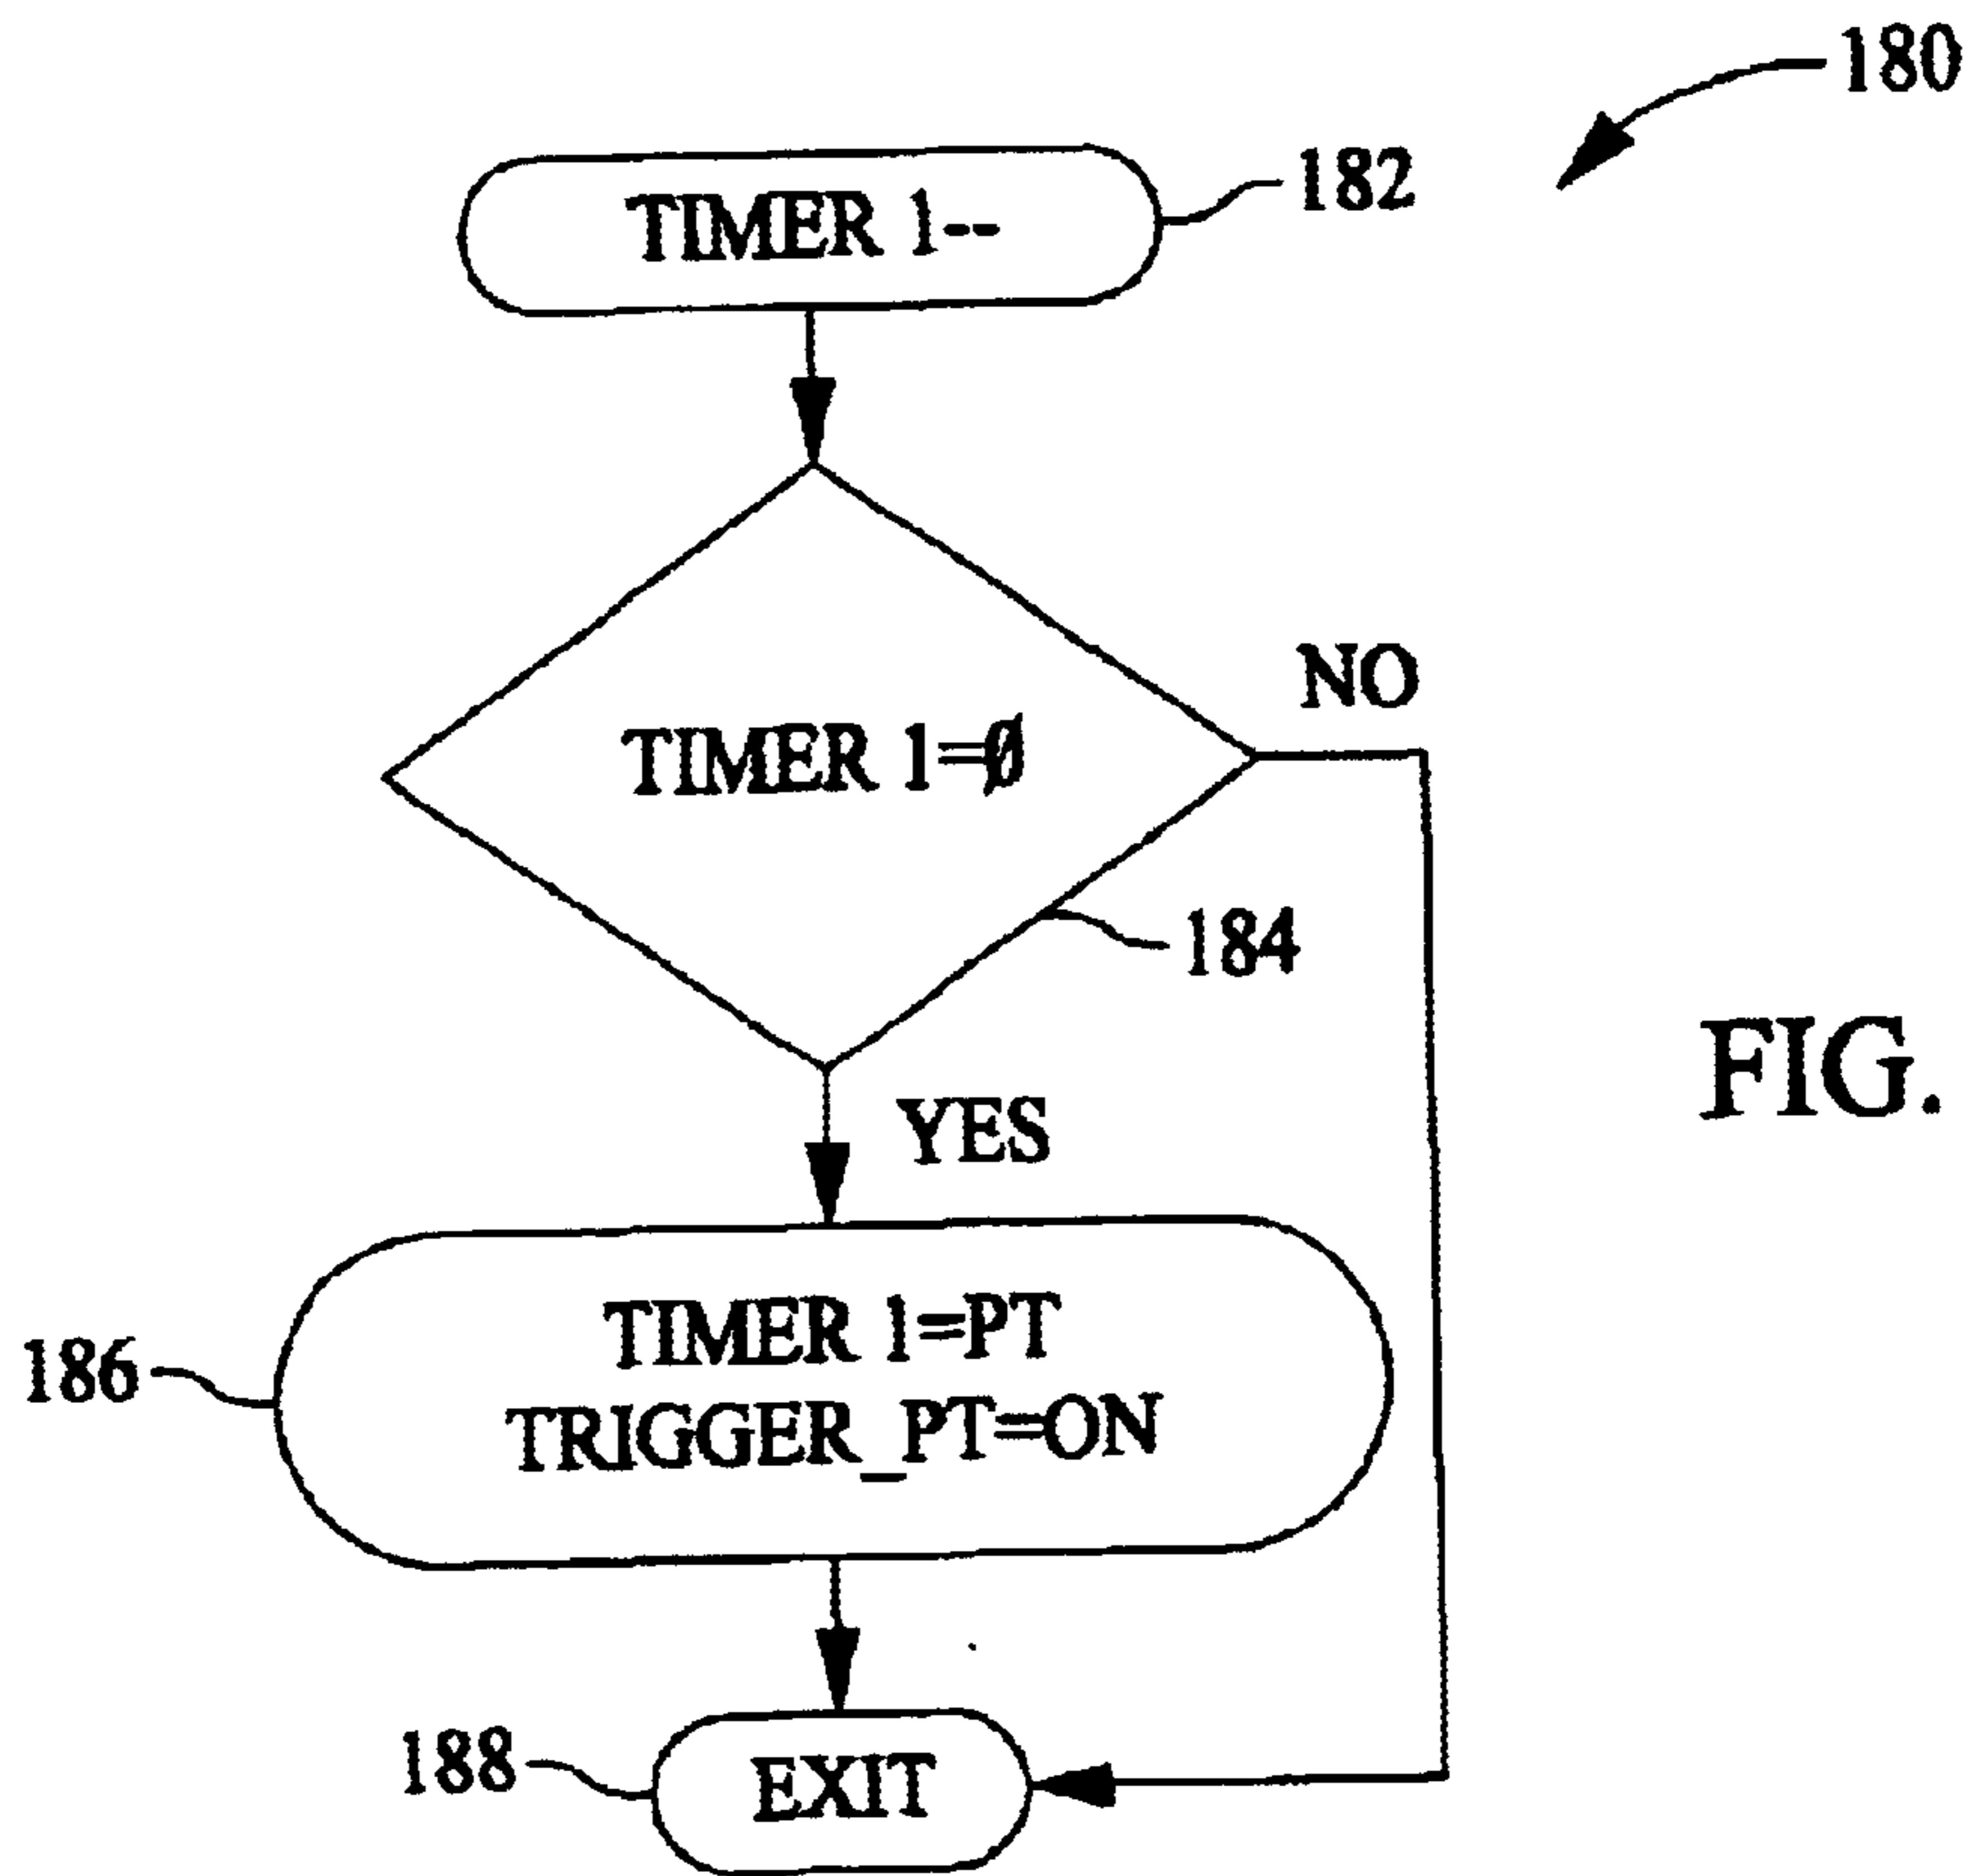 180
TIMER 1--
182
TIMER 1=∅
NO
184
YES
FIG.
TIMER 1=PT
TRIGGER_PT=ON
186
EXIT
188